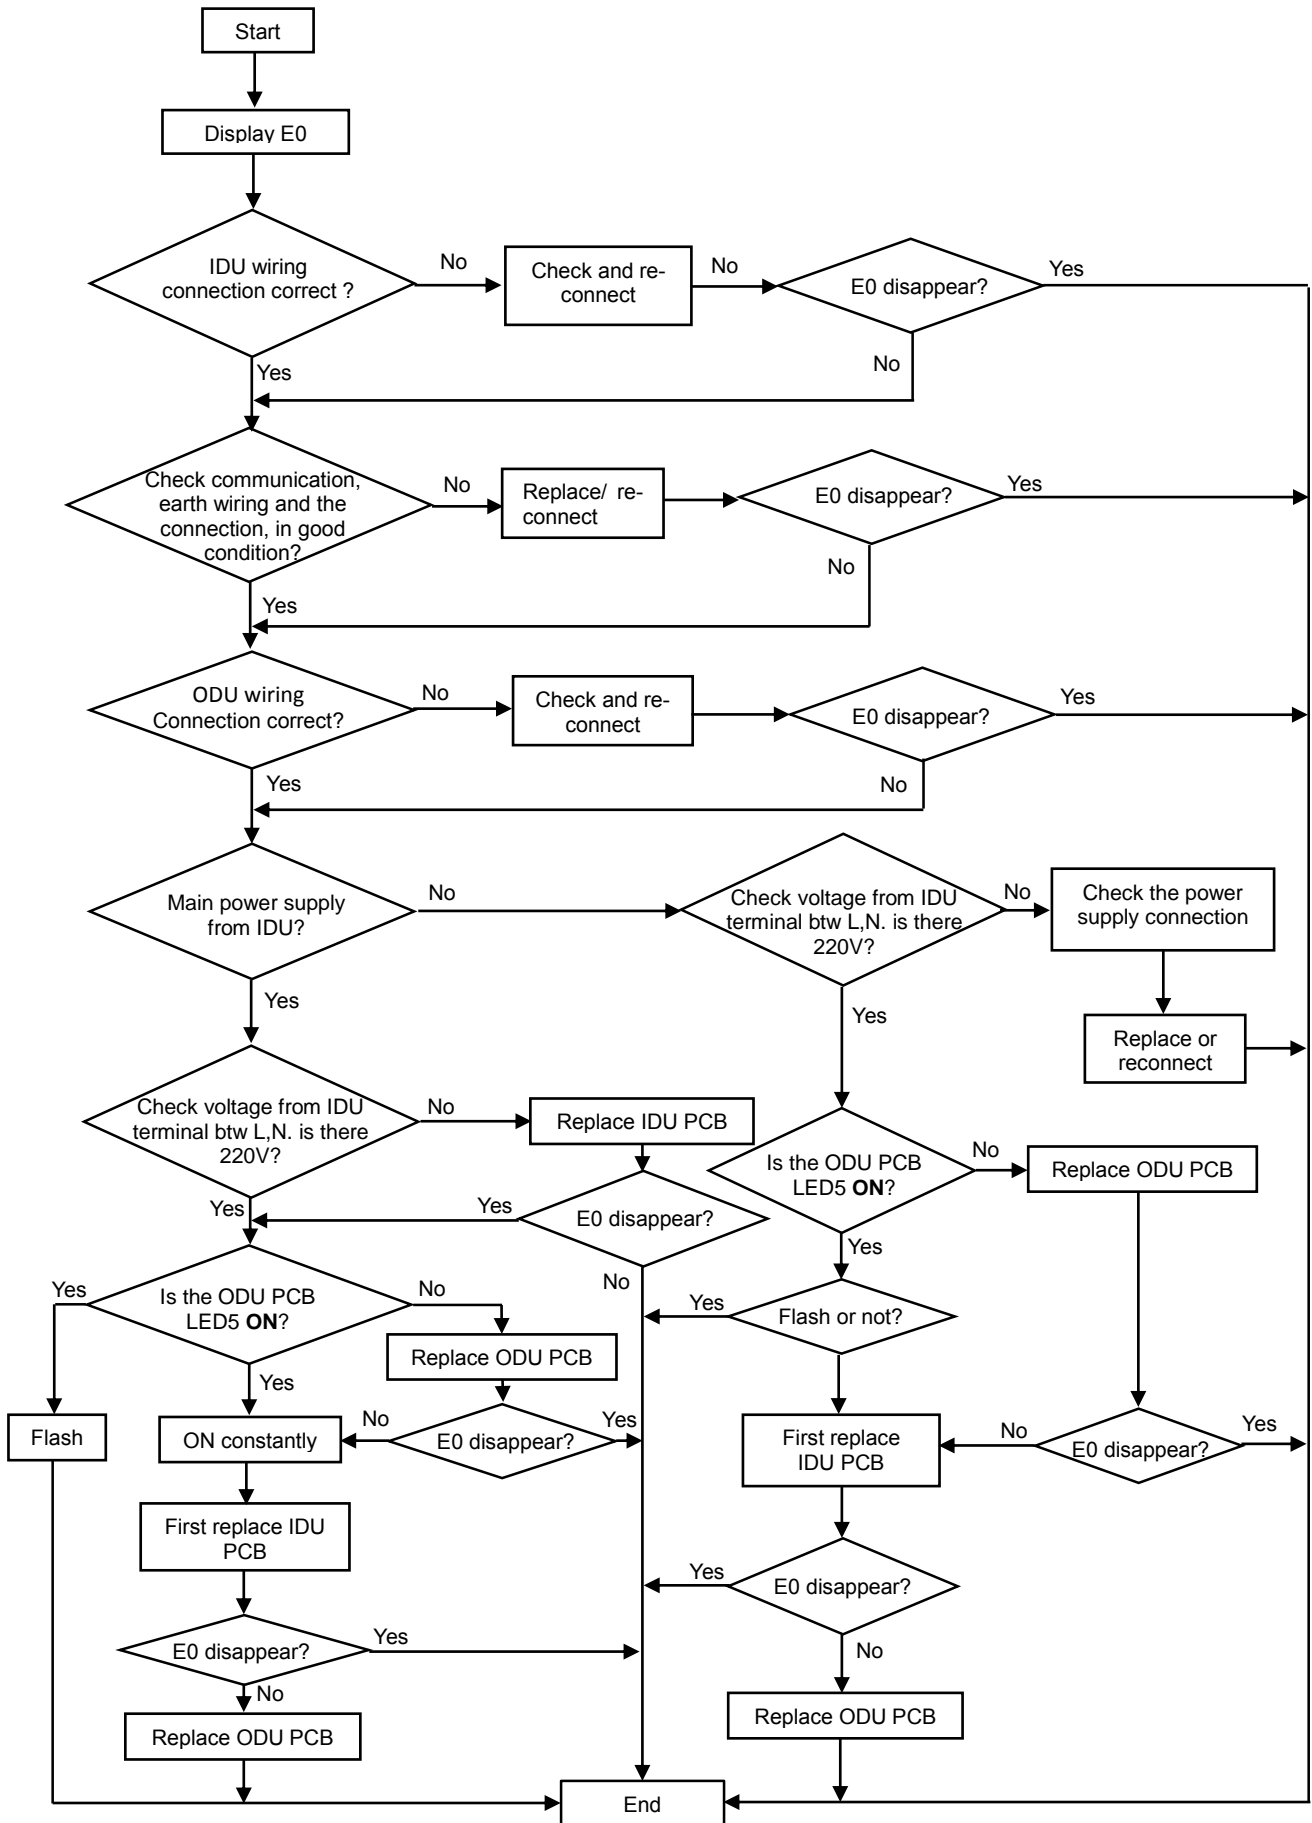 Start
Display E0
IDU wiring
connection correct ?
No
Check and re-
connect
No
E0 disappear?
Yes
No
Yes
Check communication,
earth wiring and the
connection, in good
condition?
No
Replace/ re-
connect
E0 disappear?
Yes
No
Yes
ODU wiring
Connection correct?
No
Check and re-
connect
E0 disappear?
Yes
No
Yes
Main power supply
from IDU?
No
Check voltage from IDU
terminal btw L,N. is there
220V?
No
Check the power
supply connection
Yes
Yes
Replace or
reconnect
Check voltage from IDU
terminal btw L,N. is there
220V?
No
Replace IDU PCB
Is the ODU PCB
LED5 ON?
No
Replace ODU PCB
Yes
Yes
E0 disappear?
Yes
No
Yes
Is the ODU PCB
LED5 ON?
No
Yes
Flash or not?
Replace ODU PCB
Yes
Flash
ON constantly
No
E0 disappear?
Yes
First replace
IDU PCB
No
E0 disappear?
Yes
First replace IDU
PCB
Yes
E0 disappear?
E0 disappear?
Yes
No
No
Replace ODU PCB
Replace ODU PCB
End